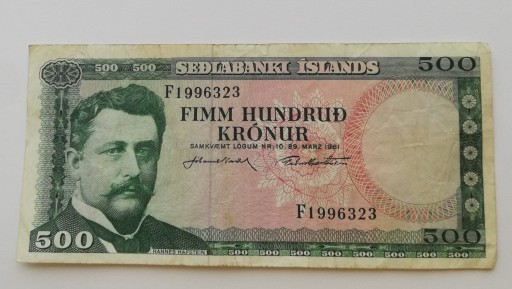 500 500 SEÐLABANKI ÍSLANDS 500
F1996323
FIMM HUNDRUÐ
KRÓNUR
SAMKVÆMT LÖGUM NR. 10, 29. MARZ 1961
F1996323
500 HANNES HAFSTEIN 500
500 500 500 500 500 500 500 500